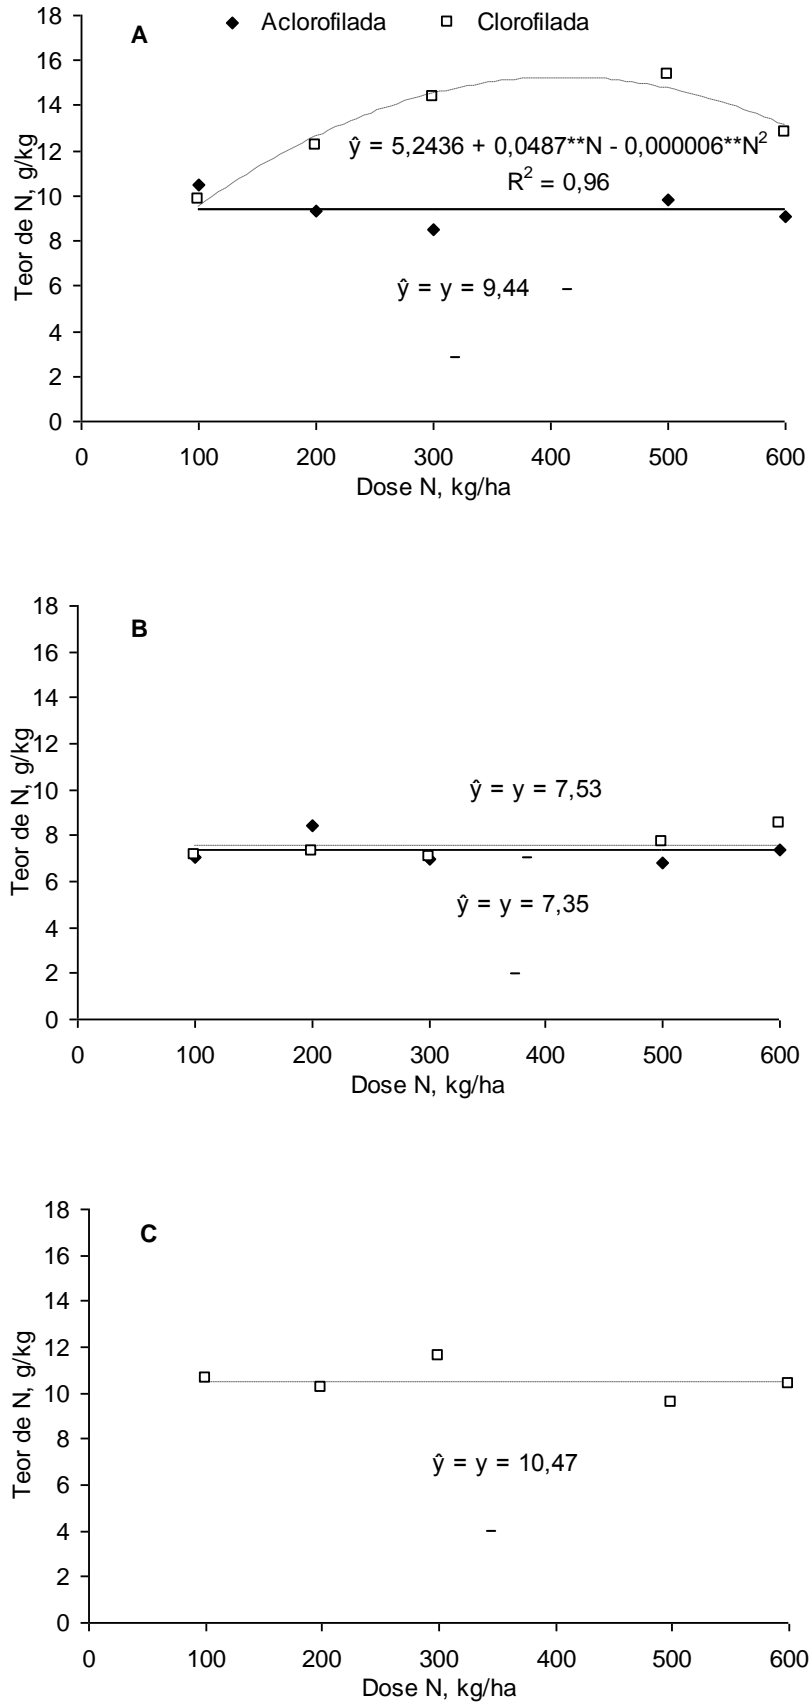 18
A
Aclorofilada
Clorofilada
16
14
12
10
8
6
4
2
0
Teor de N, g/kg
ŷ = 5,2436 + 0,0487**N - 0,000006**N²
R² = 0,96
ŷ = y = 9,44
0 100 200 300 400 500 600
Dose N, kg/ha
18
B
16
14
12
10
8
6
4
2
0
Teor de N, g/kg
ŷ = y = 7,53
ŷ = y = 7,35
0 100 200 300 400 500 600
Dose N, kg/ha
18
C
16
14
12
10
8
6
4
2
0
Teor de N, g/kg
ŷ = y = 10,47
0 100 200 300 400 500 600
Dose N, kg/ha